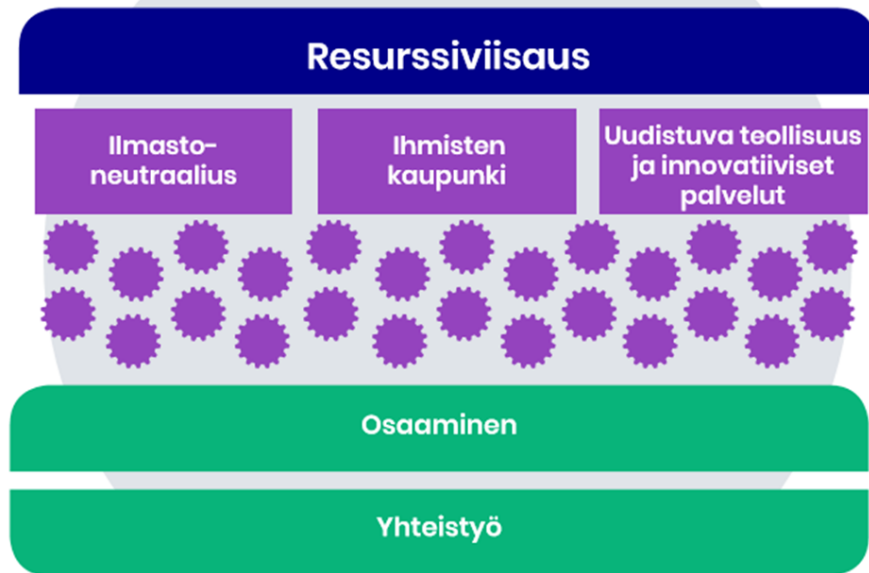 Resurssiviisaus
Ilmasto-
neutraalius
Ihmisten
kaupunki
Uudistuva teollisuus
ja innovatiiviset
palvelut
Osaaminen
Yhteistyö